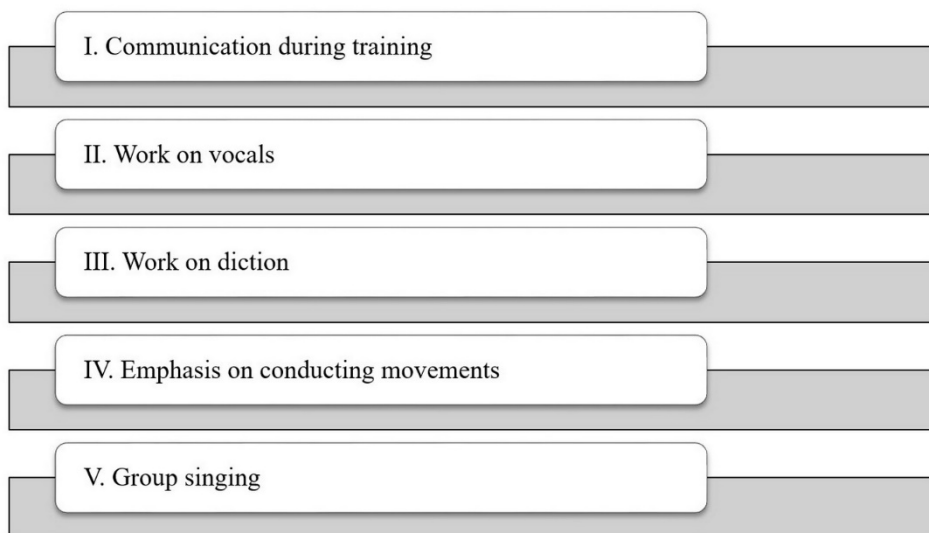 I. Communication during training
II. Work on vocals
III. Work on diction
IV. Emphasis on conducting movements
V. Group singing